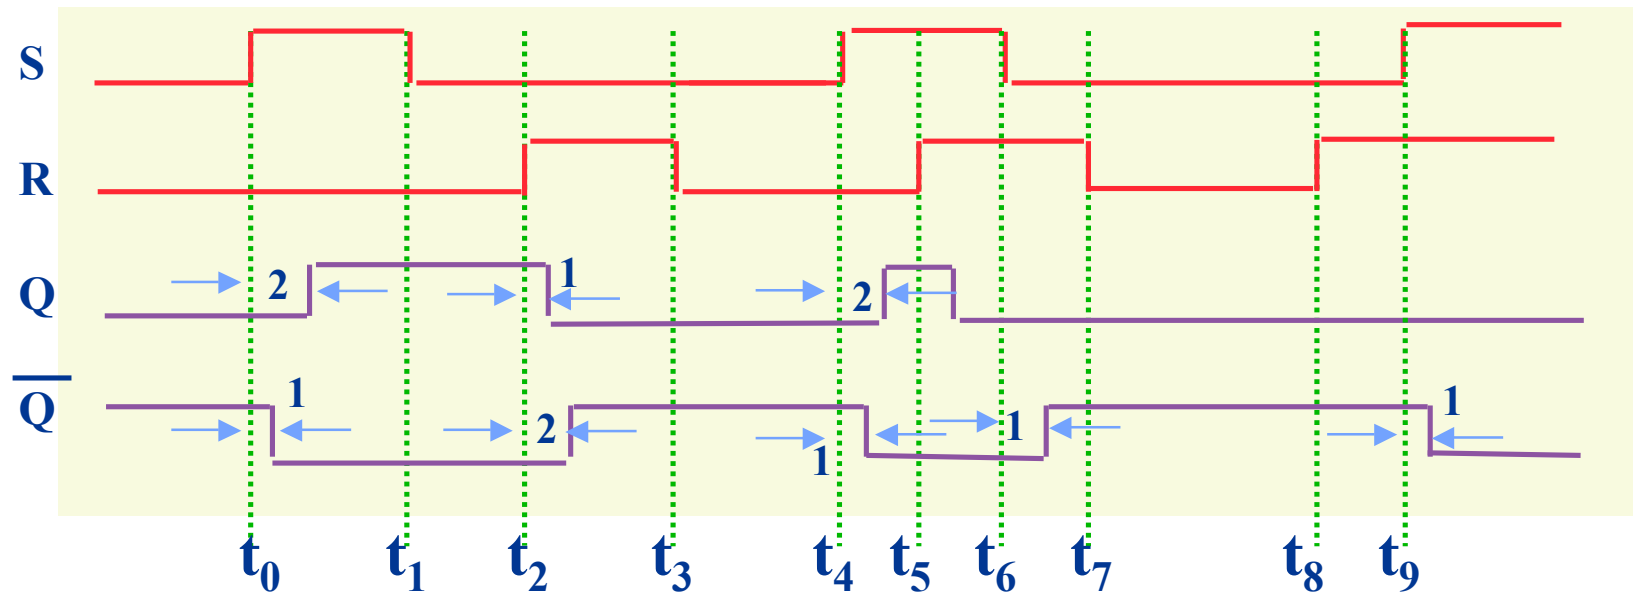 S
R
Q 2 1 2
Q̅ 1 2 1 1 1
t₀ t₁ t₂ t₃ t₄ t₅ t₆ t₇ t₈ t₉